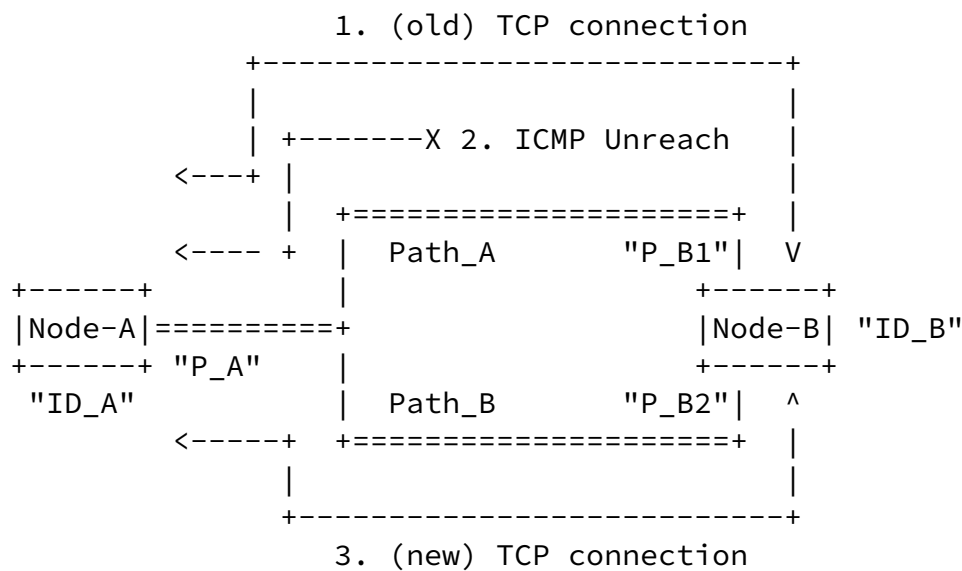 1. (old) TCP connection
X 2. ICMP Unreach
Path_A "P_B1" V
|Node-A| |Node-B| "ID_B"
"P_A"
"ID_A" Path_B "P_B2" ^
3. (new) TCP connection